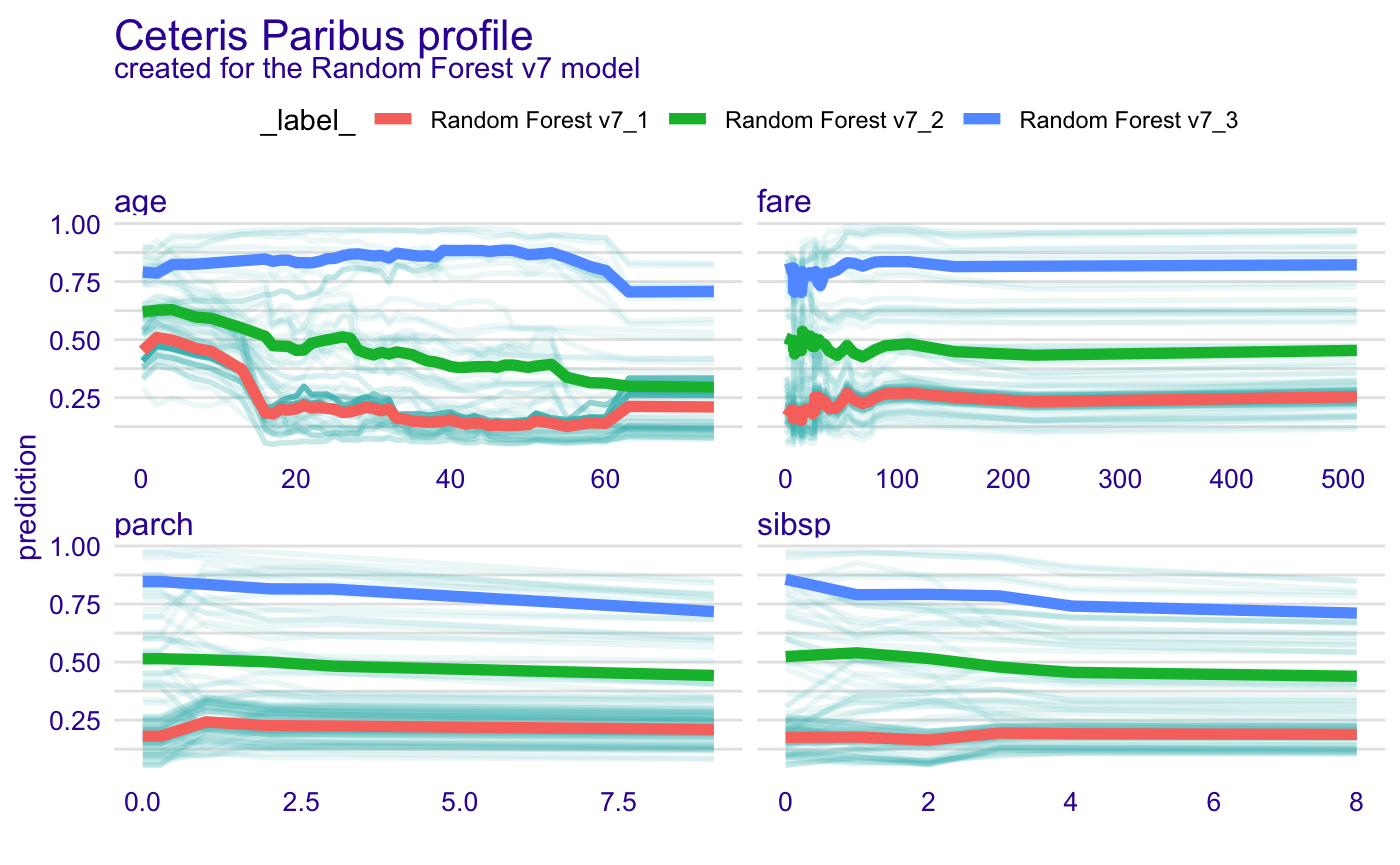 Ceteris Paribus profile
created for the Random Forest v7 model
_label_ Random Forest v7_1 Random Forest v7_2 Random Forest v7_3
age fare
1.00
0.75
0.50
0.25
0 20 40 60 0 100 200 300 400 500
prediction
parch sibsp
1.00
0.75
0.50
0.25
0.0 2.5 5.0 7.5 0 2 4 6 8